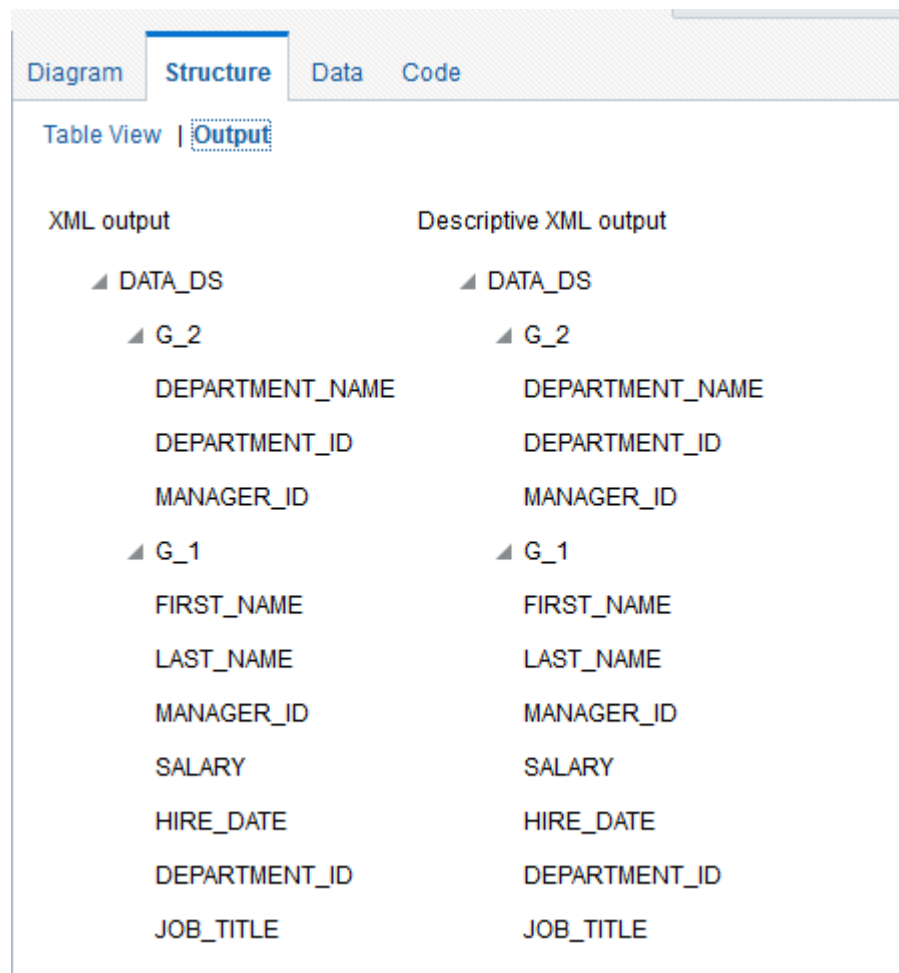 Diagram Structure Data Code
Table View | Output
XML output Descriptive XML output
DATA_DS DATA_DS
G_2 G_2
DEPARTMENT_NAME DEPARTMENT_NAME
DEPARTMENT_ID DEPARTMENT_ID
MANAGER_ID MANAGER_ID
G_1 G_1
FIRST_NAME FIRST_NAME
LAST_NAME LAST_NAME
MANAGER_ID MANAGER_ID
SALARY SALARY
HIRE_DATE HIRE_DATE
DEPARTMENT_ID DEPARTMENT_ID
JOB_TITLE JOB_TITLE